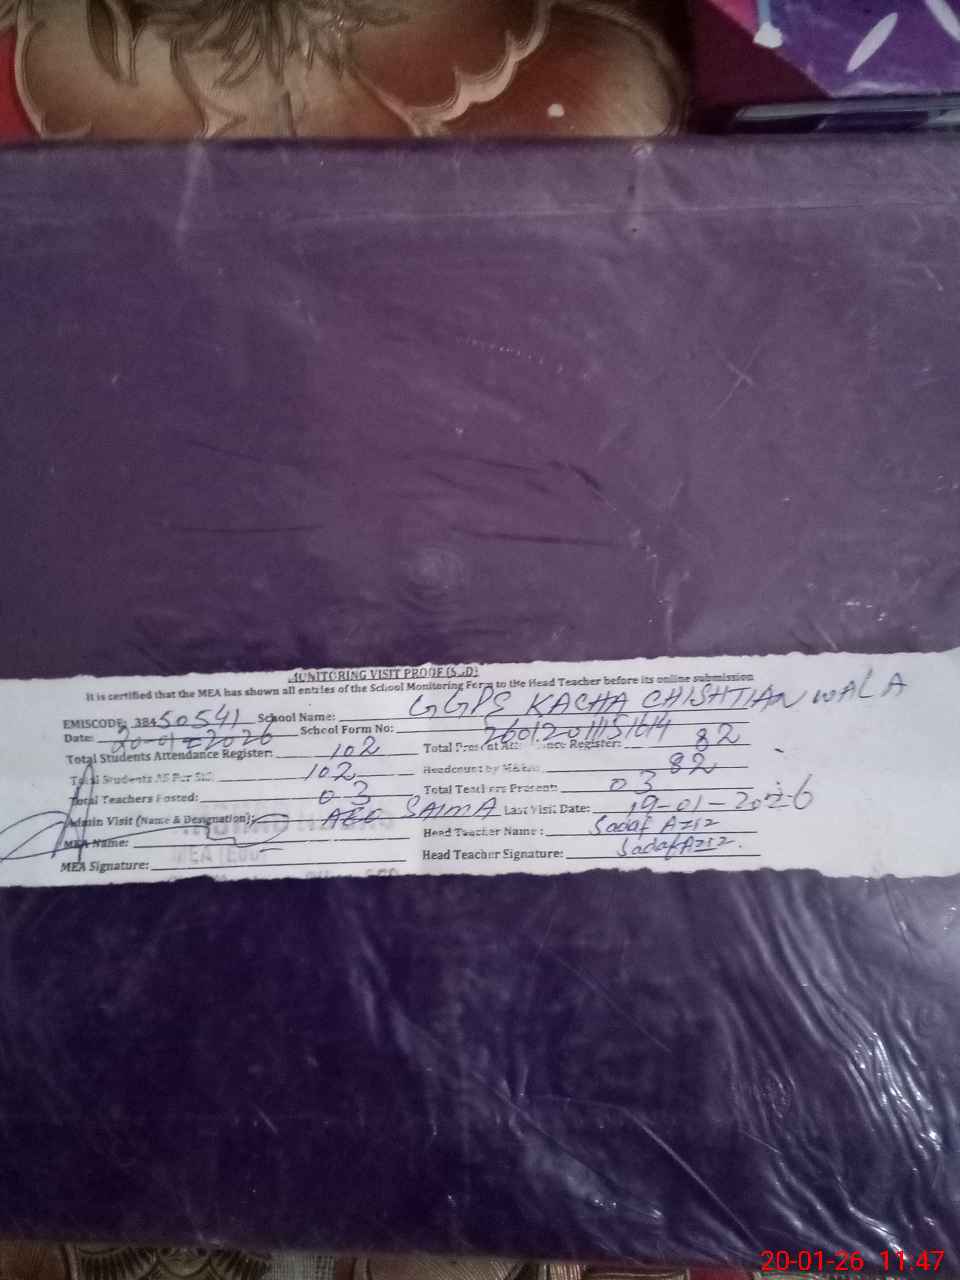 MONITORING VISIT PROOF (SED)
It is certified that the MEA has shown all entries of the School Monitoring Form to the Head Teacher before its online submission
EMISCODE: 38450541 School Name: GGPS KACHA CHISHTIAN WALA
Date: 20-01-2026 School Form No:
Total Students Attendance Register: 102 Total Present Attendance Register: 82
Total Students AS Per SIS: 102 Headcount by MEA: 82
Total Teachers Posted: 03 Total Teachers Present: 03
Admin Visit (Name & Designation): AEO SAIMA Last Visit Date: 19-01-2026
MEA Name: Head Teacher Name : Sadaf Aziz
MEA Signature: Head Teacher Signature: Sadaf Aziz.
20-01-26 11:47